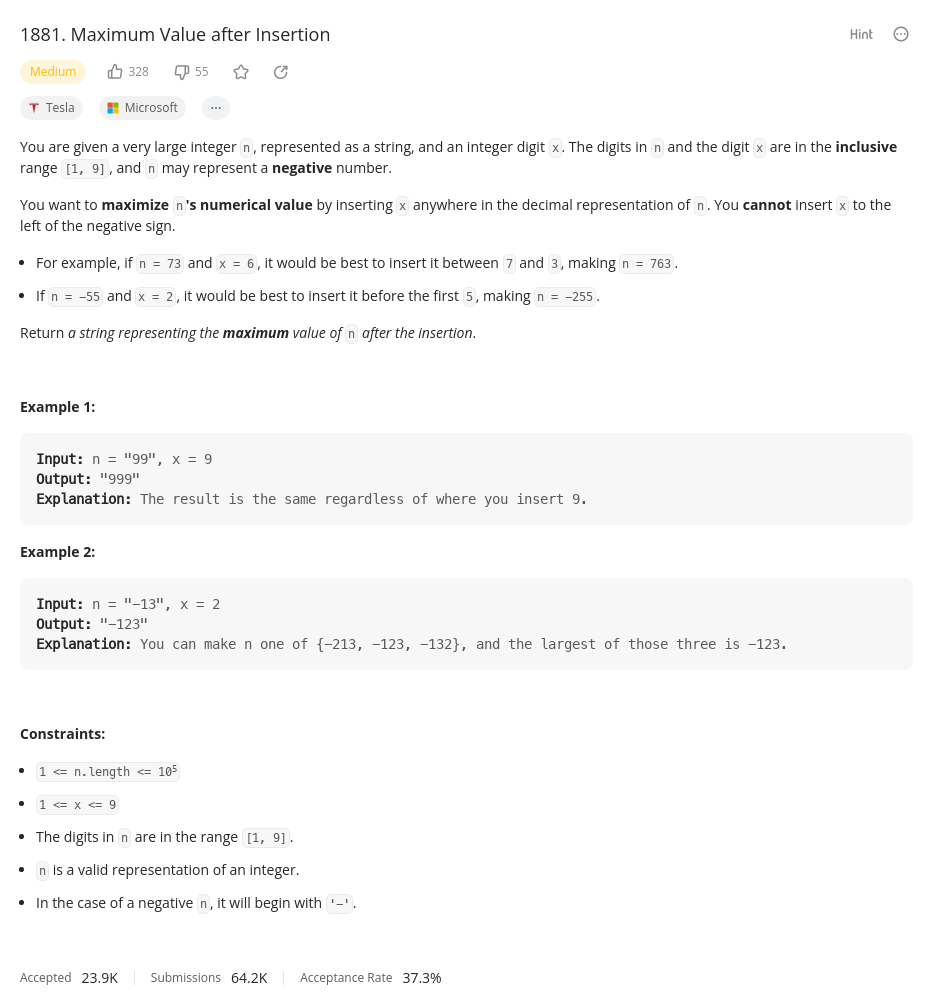 1881. Maximum Value after Insertion
Hint
Medium
328
55
Tesla
Microsoft
...
You are given a very large integer n, represented as a string, and an integer digit x. The digits in n and the digit x are in the inclusive
range [1, 9], and n may represent a negative number.
You want to maximize n's numerical value by inserting x anywhere in the decimal representation of n. You cannot insert x to the
left of the negative sign.
• For example, if n = 73 and x = 6, it would be best to insert it between 7 and 3, making n = 763.
• If n = -55 and x = 2, it would be best to insert it before the first 5, making n = -255.
Return a string representing the maximum value of n after the insertion.
Example 1:
Input: n = "99", x = 9
Output: "999"
Explanation: The result is the same regardless of where you insert 9.
Example 2:
Input: n = "-13", x = 2
Output: "-123"
Explanation: You can make n one of {-213, -123, -132}, and the largest of those three is -123.
Constraints:
• 1 <= n.length <= 10⁵
• 1 <= x <= 9
• The digits in n are in the range [1, 9].
• n is a valid representation of an integer.
• In the case of a negative n, it will begin with '-'.
Accepted 23.9K Submissions 64.2K Acceptance Rate 37.3%